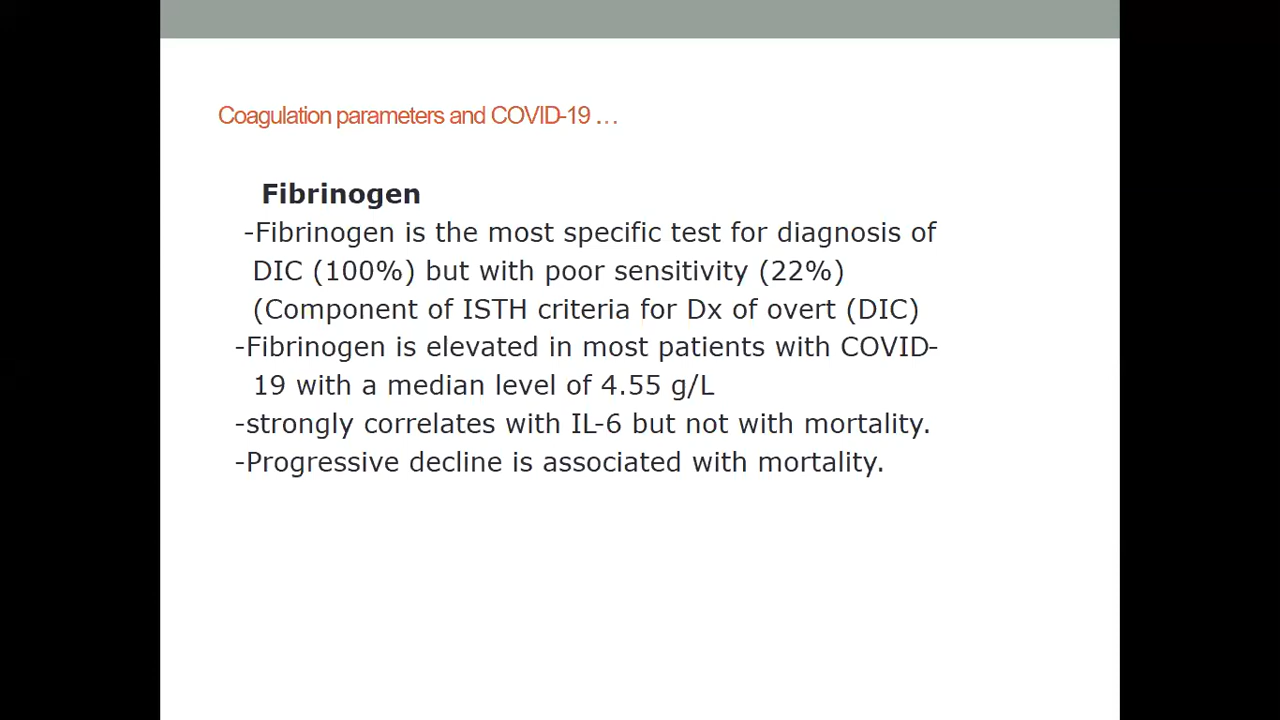 Coagulation parameters and COVID-19 …
Fibrinogen
-Fibrinogen is the most specific test for diagnosis of
DIC (100%) but with poor sensitivity (22%)
(Component of ISTH criteria for Dx of overt (DIC)
-Fibrinogen is elevated in most patients with COVID-
19 with a median level of 4.55 g/L
-strongly correlates with IL-6 but not with mortality.
-Progressive decline is associated with mortality.